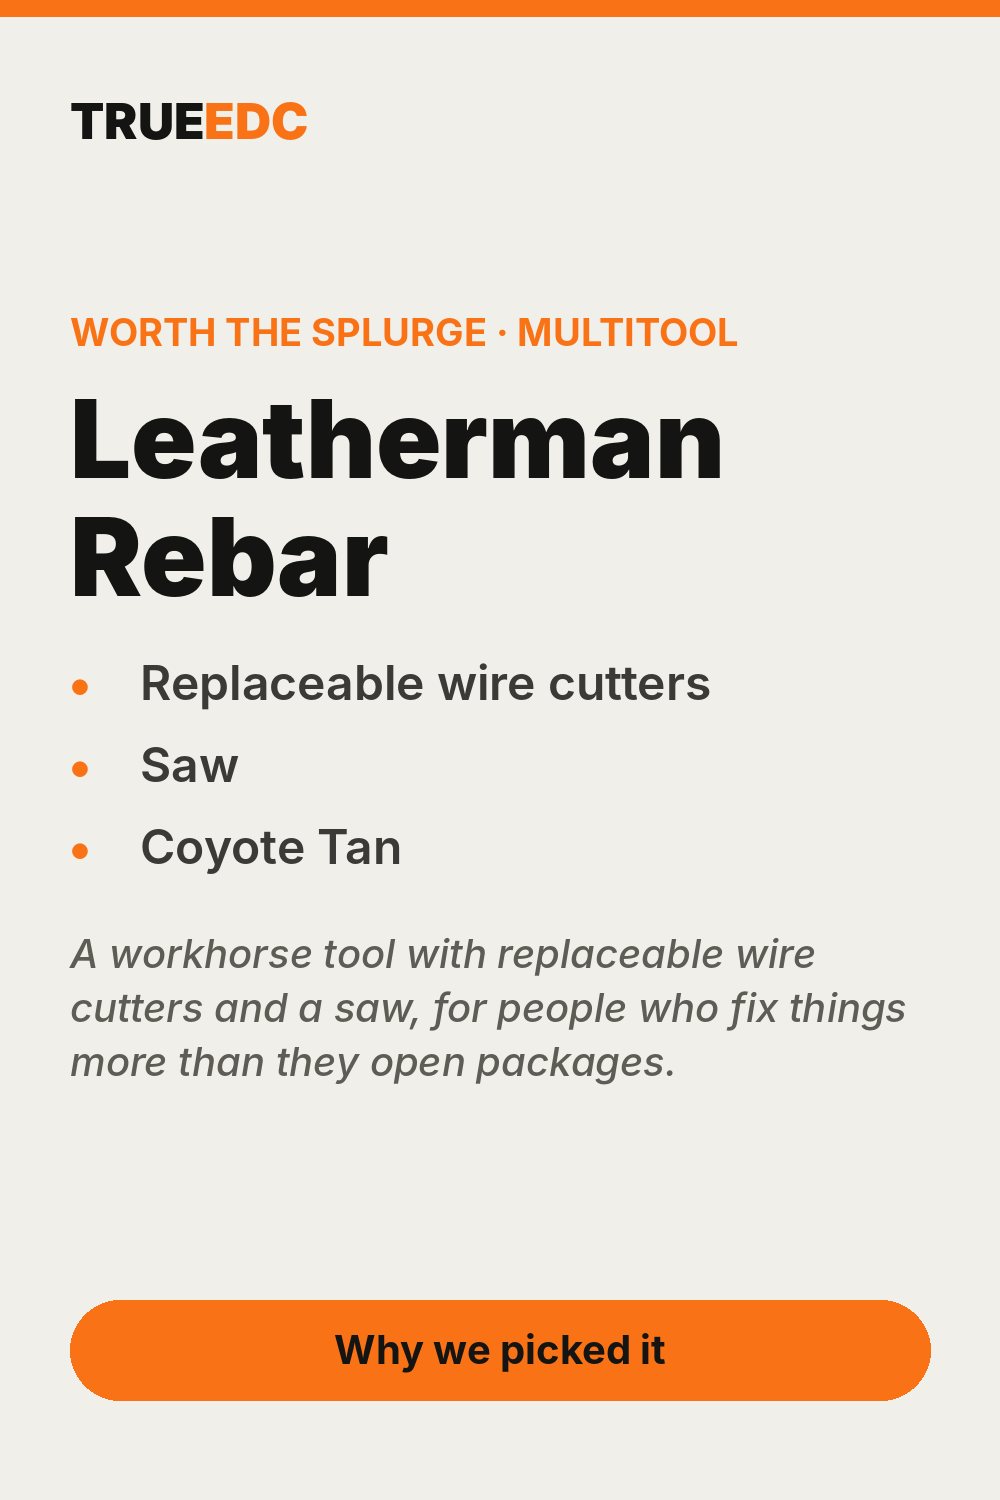 TRUEEDC
WORTH THE SPLURGE · MULTITOOL
Leatherman
Rebar
• Replaceable wire cutters
• Saw
• Coyote Tan
A workhorse tool with replaceable wire
cutters and a saw, for people who fix things
more than they open packages.
Why we picked it